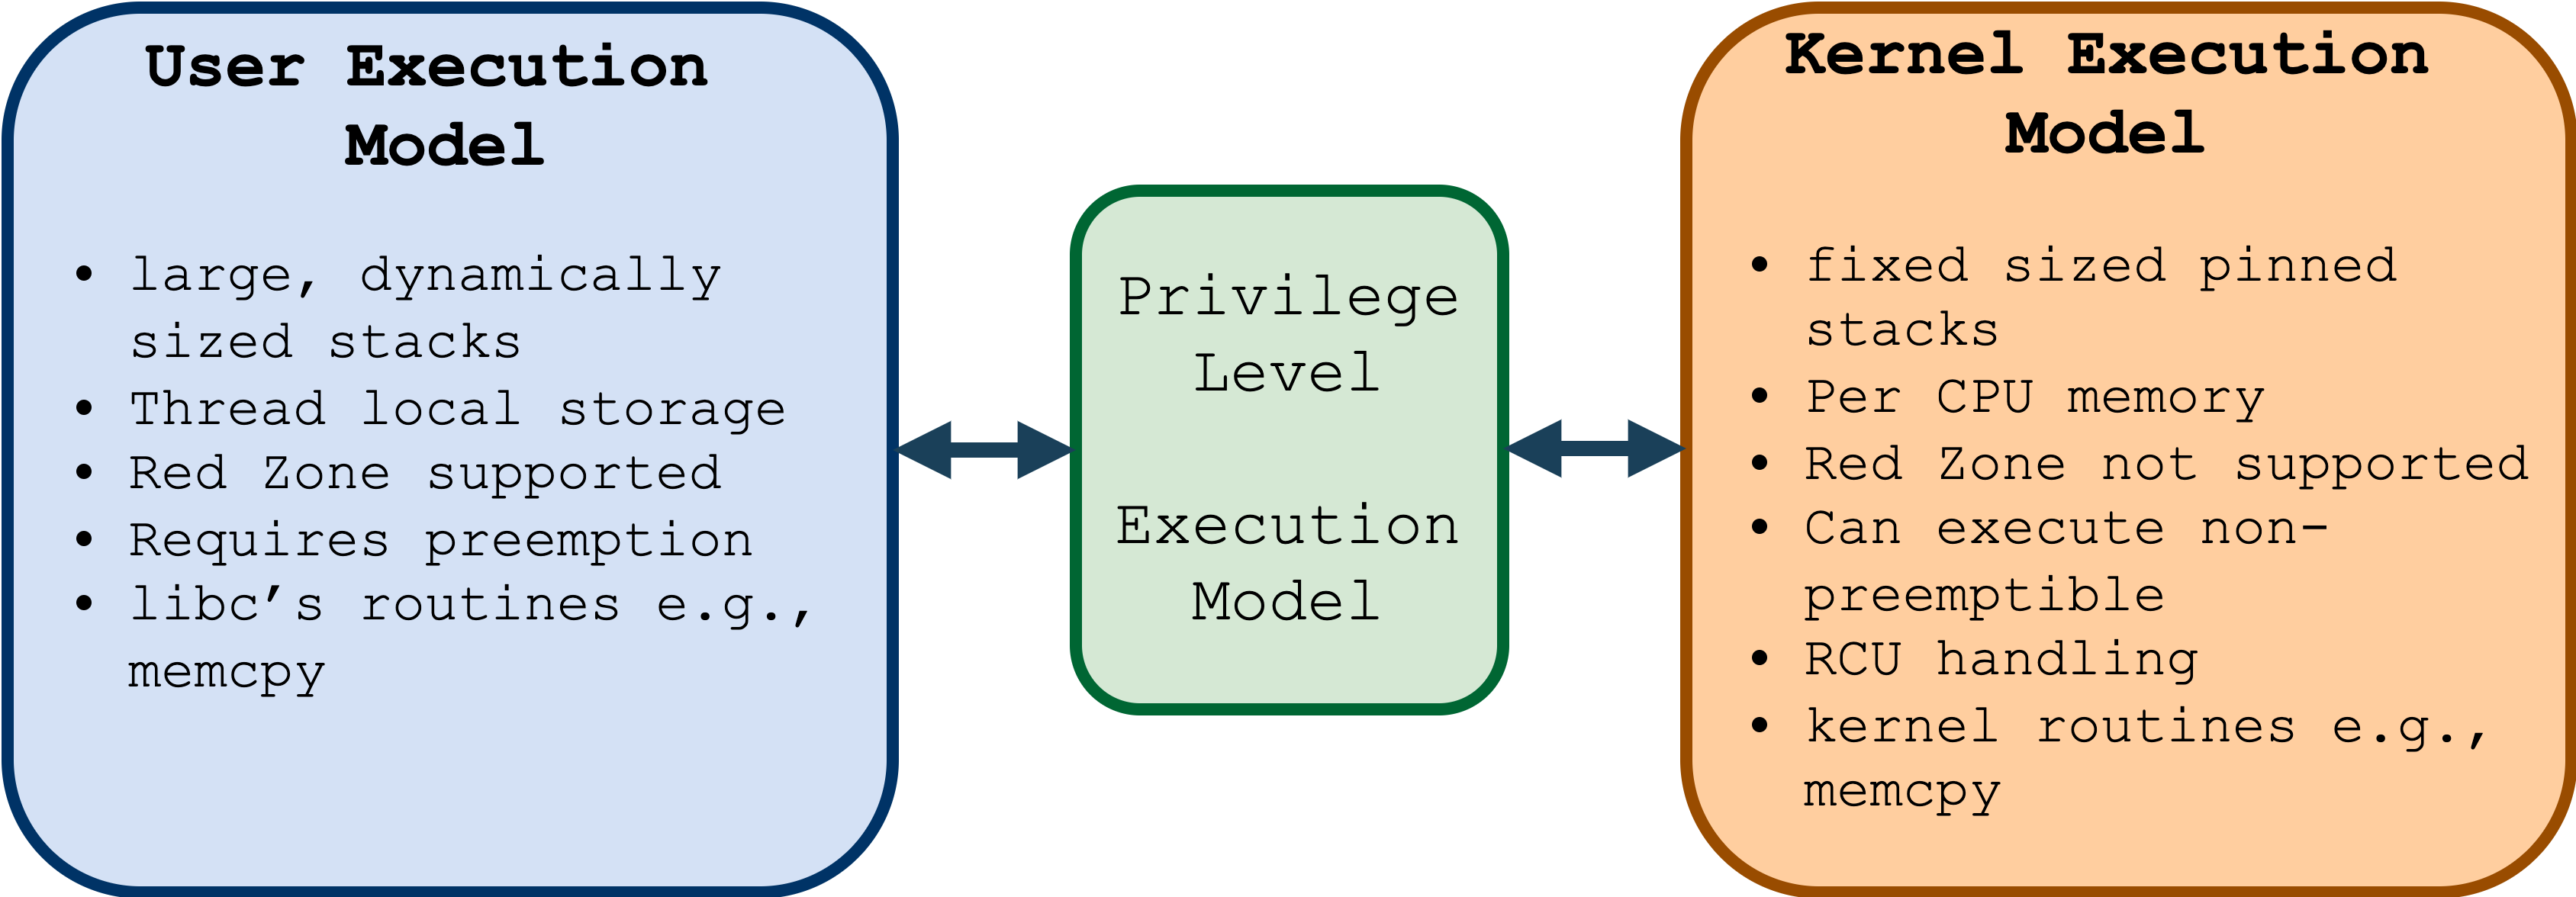 User Execution
Model
• large, dynamically
sized stacks
• Thread local storage
• Red Zone supported
• Requires preemption
• libc’s routines e.g.,
memcpy
Privilege
Level
Execution
Model
Kernel Execution
Model
• fixed sized pinned
stacks
• Per CPU memory
• Red Zone not supported
• Can execute non-
preemptible
• RCU handling
• kernel routines e.g.,
memcpy